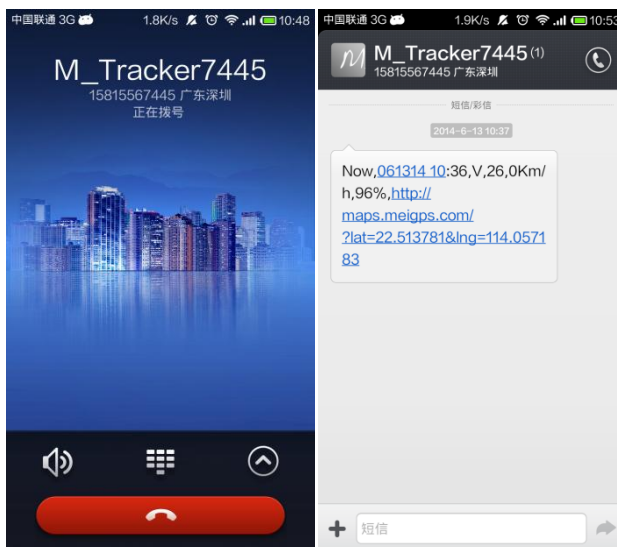 中国联通 3G 1.8K/s 10:48
M_Tracker7445
15815567445 广东深圳
正在拨号
中国联通 3G 1.9K/s 10:53
M_Tracker7445 (1)
15815567445 广东深圳
短信/彩信
2014-6-13 10:37
Now,061314 10:36,V,26,0Km/
h,96%,http://
maps.meigps.com/
?lat=22.513781&lng=114.0571
83
短信